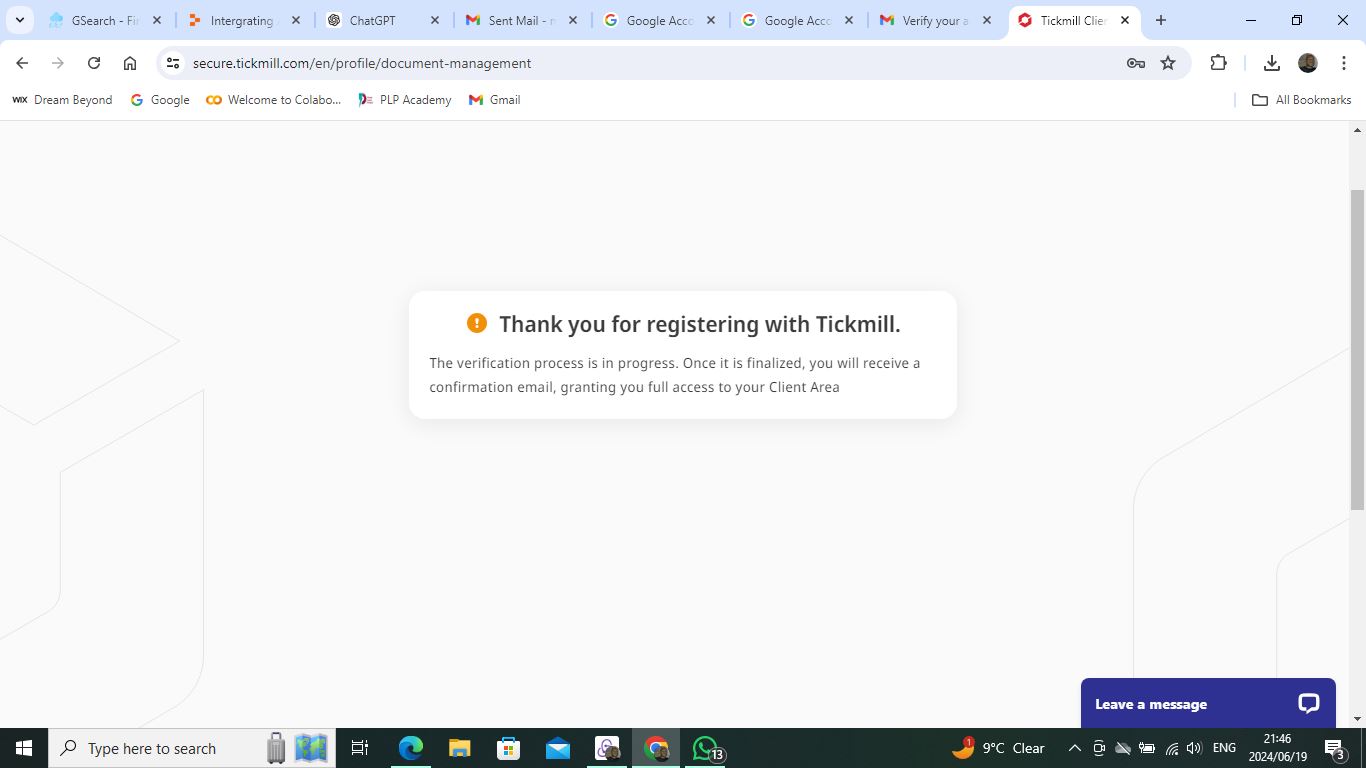 GSearch - Fi
Intergrating
ChatGPT
Sent Mail - n
Google Acco
Google Acco
Verify your a
Tickmill Clie
secure.tickmill.com/en/profile/document-management
WIX Dream Beyond
Google
Welcome to Colabo...
PLP Academy
Gmail
All Bookmarks
Thank you for registering with Tickmill.
The verification process is in progress. Once it is finalized, you will receive a
confirmation email, granting you full access to your Client Area
Leave a message
Type here to search
13
1
9°C Clear
ENG
21:46
2024/06/19
3